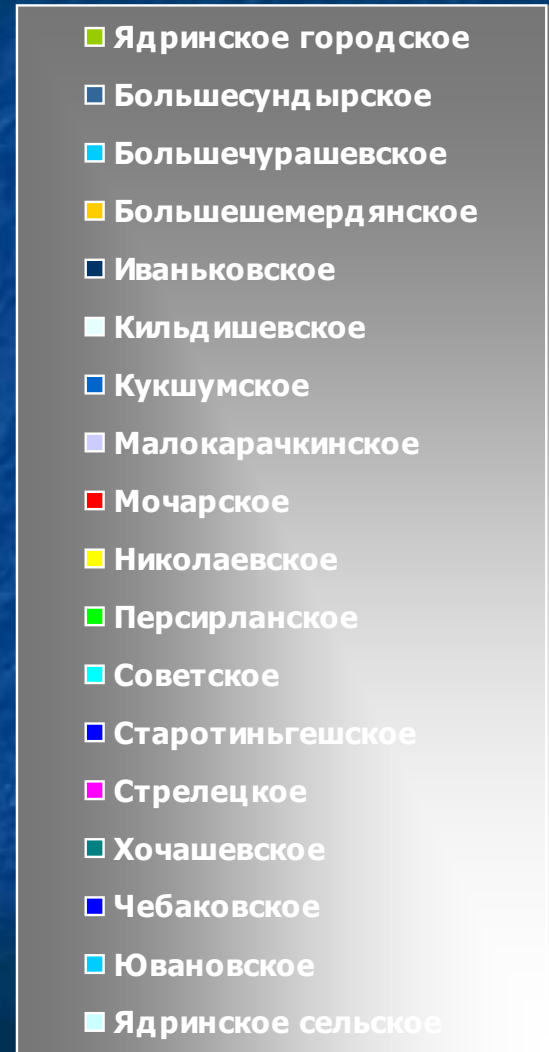 Ядринское городское
Большесундырское
Большечурашевское
Большешемердянское
Иваньковское
Кильдишевское
Кукшумское
Малокарачкинское
Мочарское
Николаевское
Персирланское
Советское
Старотиньгешское
Стрелецкое
Хочашевское
Чебаковское
Ювановское
Ядринское сельское